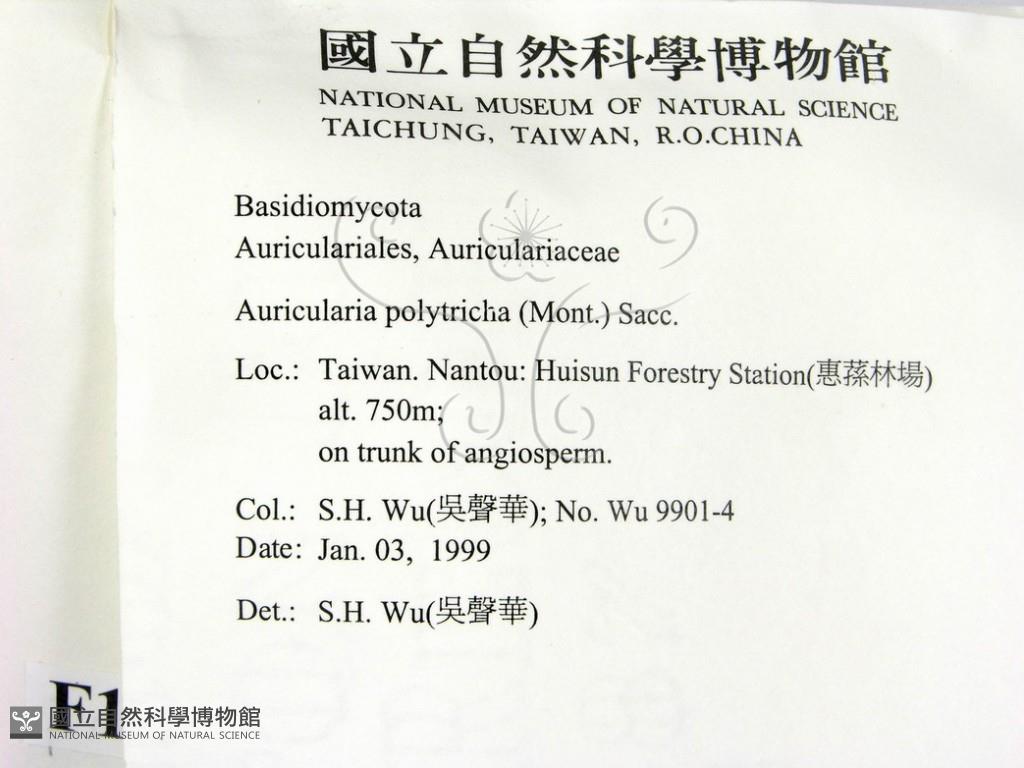 國立自然科學博物館
NATIONAL MUSEUM OF NATURAL SCIENCE
TAICHUNG, TAIWAN, R.O.CHINA
Basidiomycota
Auriculariales, Auriculariaceae
Auricularia polytricha (Mont.) Sacc.
Loc.: Taiwan. Nantou: Huisun Forestry Station(惠蓀林場)
alt. 750m;
on trunk of angiosperm.
Col.: S.H. Wu(吳聲華); No. Wu 9901-4
Date: Jan. 03, 1999
Det.: S.H. Wu(吳聲華)
F1
國立自然科學博物館
NATIONAL MUSEUM OF NATURAL SCIENCE